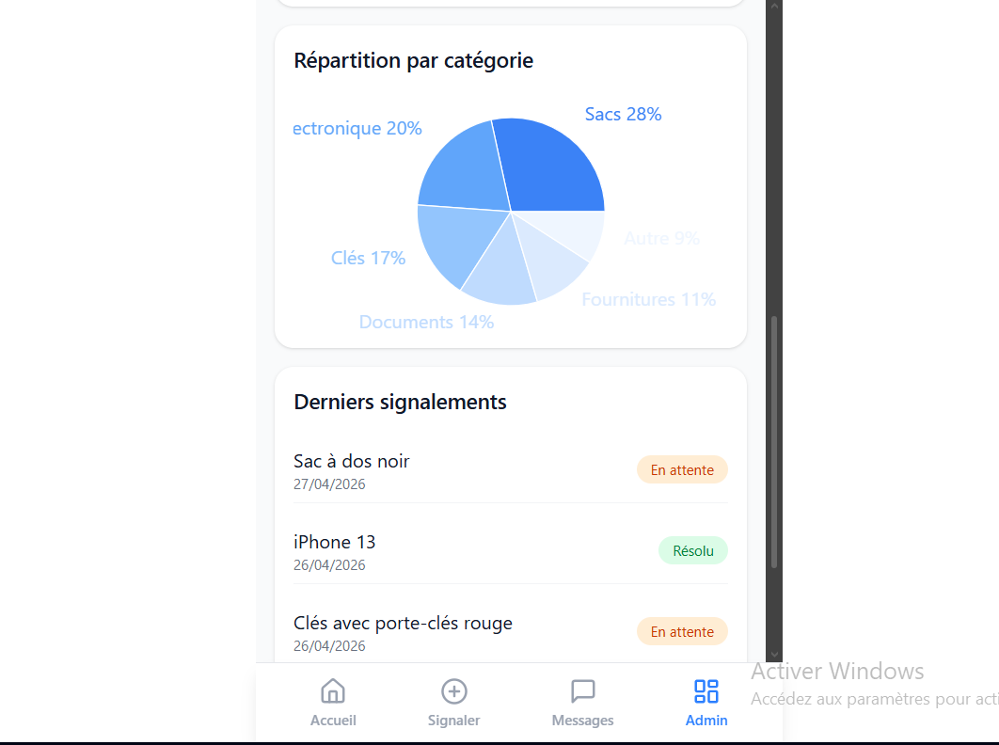 Répartition par catégorie
Sacs 28%
ectronique 20%
Autre 9%
Clés 17%
Fournitures 11%
Documents 14%
Derniers signalements
Sac à dos noir
27/04/2026
En attente
iPhone 13
26/04/2026
Résolu
Clés avec porte-clés rouge
26/04/2026
En attente
Activer Windows
Accédez aux paramètres pour acti
Accueil
Signaler
Messages
Admin